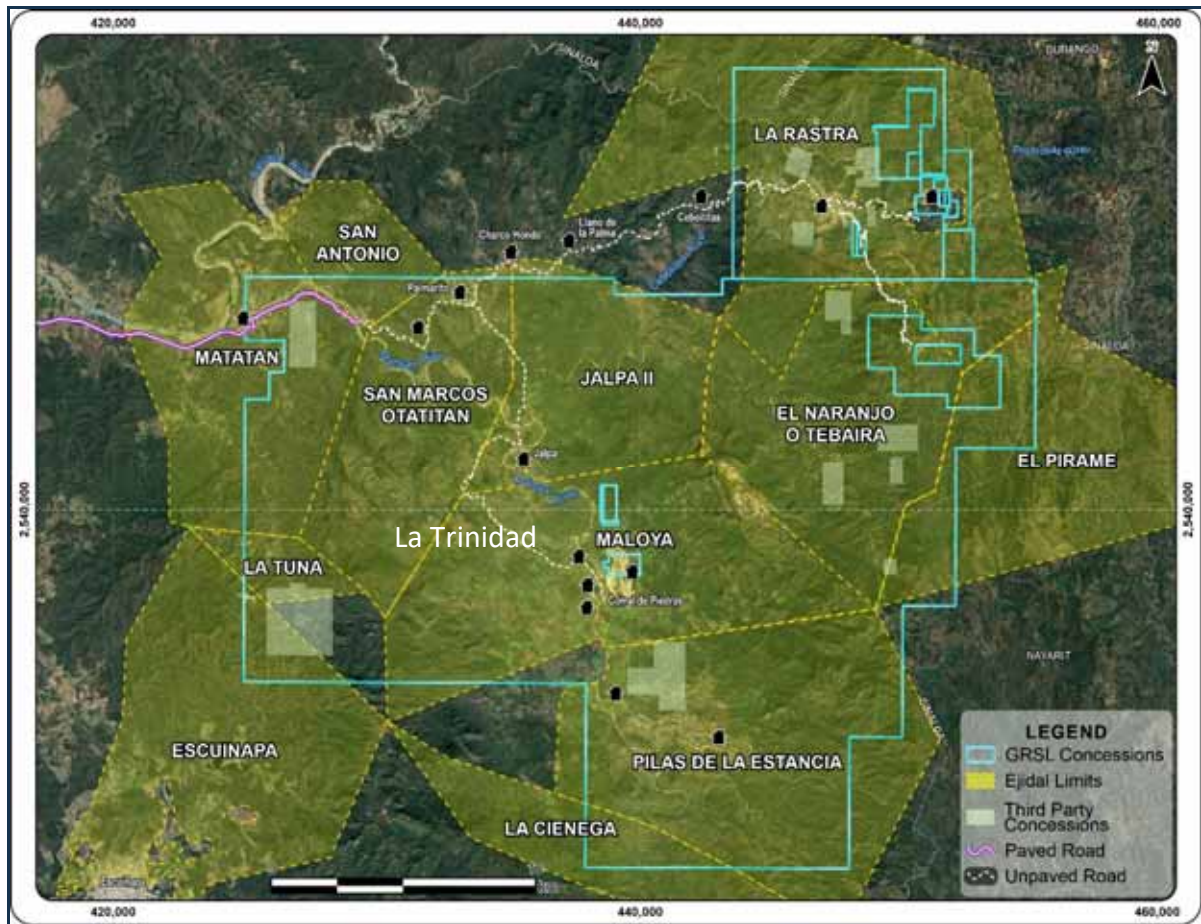 420,000
440,000
460,000
SINALOA
DURANGO
SINALOA
LA RASTRA
SAN
ANTONIO
Charco Hondo
Llano de
la Palma
Cebollitas
Palmarito
MATATAN
SAN MARCOS
OTATITAN
JALPA II
SINALOA
EL NARANJO
O TEBAIRA
EL PIRAME
Jalpa
2,540,000
2,540,000
La Trinidad
MALOYA
LA TUNA
Corral de Piedras
NAYARIT
SINALOA
ESCUINAPA
PILAS DE LA ESTANCIA
LA CIENEGA
Escuinapa
LEGEND
GRSL Concessions
Ejidal Limits
Third Party
Concessions
Paved Road
Unpaved Road
420,000
440,000
460,000